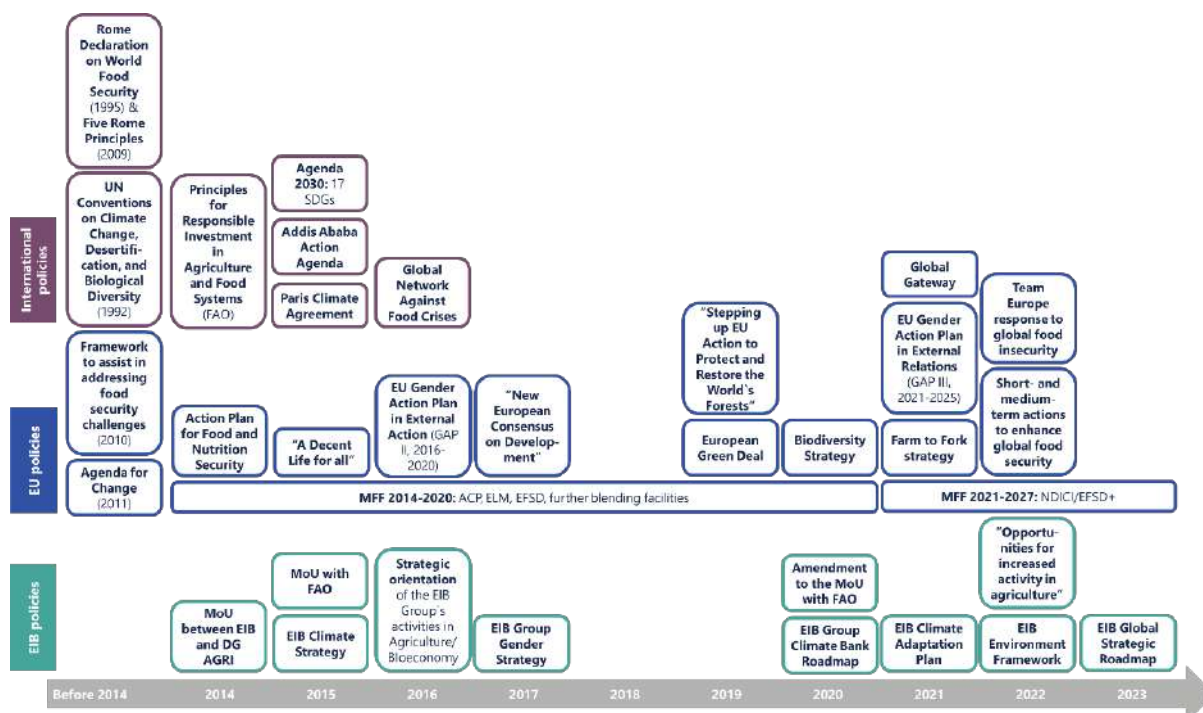 International
policies
Rome
Declaration
on World
Food
Security
(1995) &
Five Rome
Principles
(2009)
UN
Conventions
on Climate
Change,
Desertifi-
cation, and
Biological
Diversity
(1992)
Principles
for
Responsible
Investment
in
Agriculture
and Food
Systems
(FAO)
Agenda
2030: 17
SDGs
Addis Ababa
Action
Agenda
Paris Climate
Agreement
Global
Network
Against
Food Crises
EU policies
Framework
to assist in
addressing
food
security
challenges
(2010)
Agenda for
Change
(2011)
Action Plan
for Food and
Nutrition
Security
"A Decent
Life for all"
EU Gender
Action Plan
in External
Action (GAP
II, 2016-
2020)
"New
European
Consensus
on Develop-
ment"
"Stepping
up EU
Action to
Protect and
Restore the
World`s
Forests"
European
Green Deal
Biodiversity
Strategy
Global
Gateway
EU Gender
Action Plan
in External
Relations
(GAP III,
2021-2025)
Farm to Fork
strategy
Team
Europe
response to
global food
insecurity
Short- and
medium-
term actions
to enhance
global food
security
MFF 2014-2020: ACP, ELM, EFSD, further blending facilities
MFF 2021-2027: NDICI/EFSD+
EIB policies
MoU
between EIB
and DG
AGRI
MoU with
FAO
EIB Climate
Strategy
Strategic
orientation
of the EIB
Group`s
activities in
Agriculture/
Bioeconomy
EIB Group
Gender
Strategy
Amendment
to the MoU
with FAO
EIB Group
Climate Bank
Roadmap
EIB Climate
Adaptation
Plan
"Opportu-
nities for
increased
activity in
agriculture"
EIB
Environment
Framework
EIB Global
Strategic
Roadmap
Before 2014 2014 2015 2016 2017 2018 2019 2020 2021 2022 2023